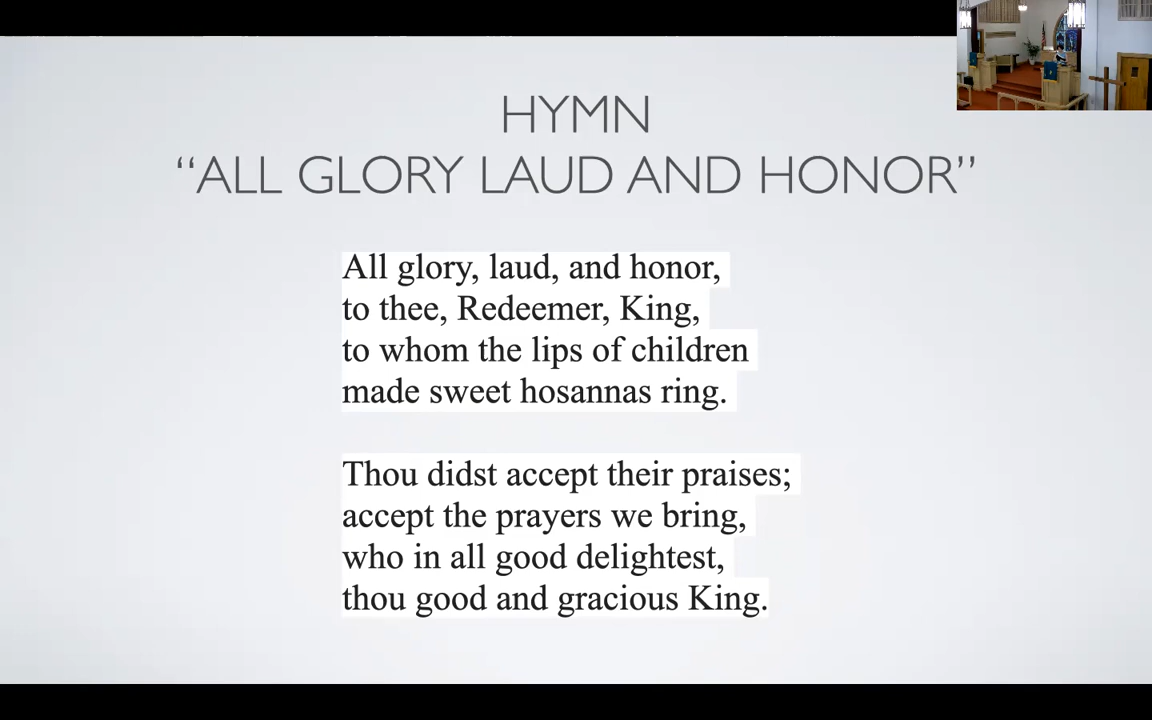 HYMN
“ALL GLORY LAUD AND HONOR”
All glory, laud, and honor,
to thee, Redeemer, King,
to whom the lips of children
made sweet hosannas ring.
Thou didst accept their praises;
accept the prayers we bring,
who in all good delightest,
thou good and gracious King.